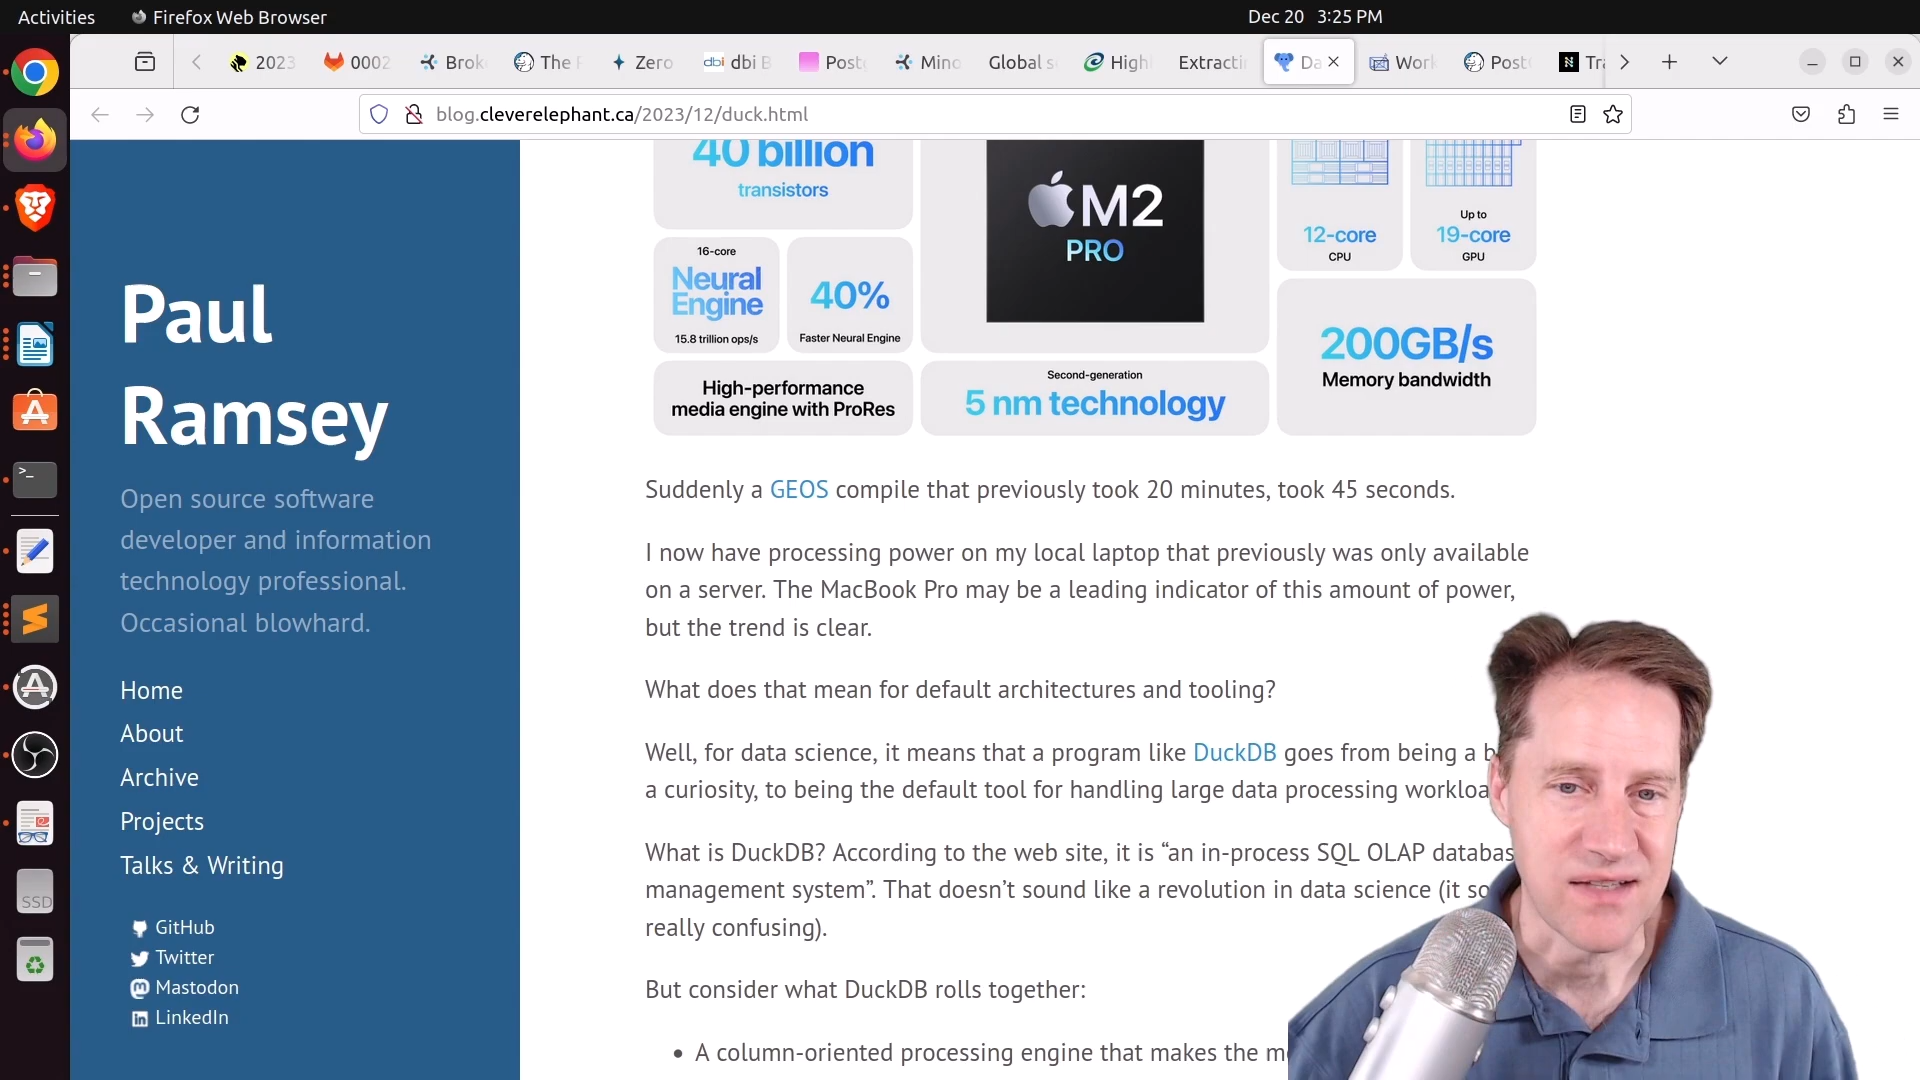 Activities
Firefox Web Browser
Dec 20 3:25 PM
2023
0002
Brok
The
Zero
dbi
dbi B
Post
Mino
Global s
High
Extracti
Da
Work
Post
Tra
blog.cleverelephant.ca/2023/12/duck.html
Paul
Ramsey
Open source software
developer and information
technology professional.
Occasional blowhard.
Home
About
Archive
Projects
Talks & Writing
GitHub
Twitter
Mastodon
LinkedIn
SSD
40 billion
transistors
16-core
Neural
Engine
15.8 trillion ops/s
40%
Faster Neural Engine
High-performance
media engine with ProRes
M2
PRO
Second-generation
5 nm technology
12-core
CPU
Up to
19-core
GPU
200GB/s
Memory bandwidth
Suddenly a GEOS compile that previously took 20 minutes, took 45 seconds.
I now have processing power on my local laptop that previously was only available
on a server. The MacBook Pro may be a leading indicator of this amount of power,
but the trend is clear.
What does that mean for default architectures and tooling?
Well, for data science, it means that a program like DuckDB goes from being a b
a curiosity, to being the default tool for handling large data processing workloa
What is DuckDB? According to the web site, it is “an in-process SQL OLAP databas
management system”. That doesn’t sound like a revolution in data science (it so
really confusing).
But consider what DuckDB rolls together:
• A column-oriented processing engine that makes the m